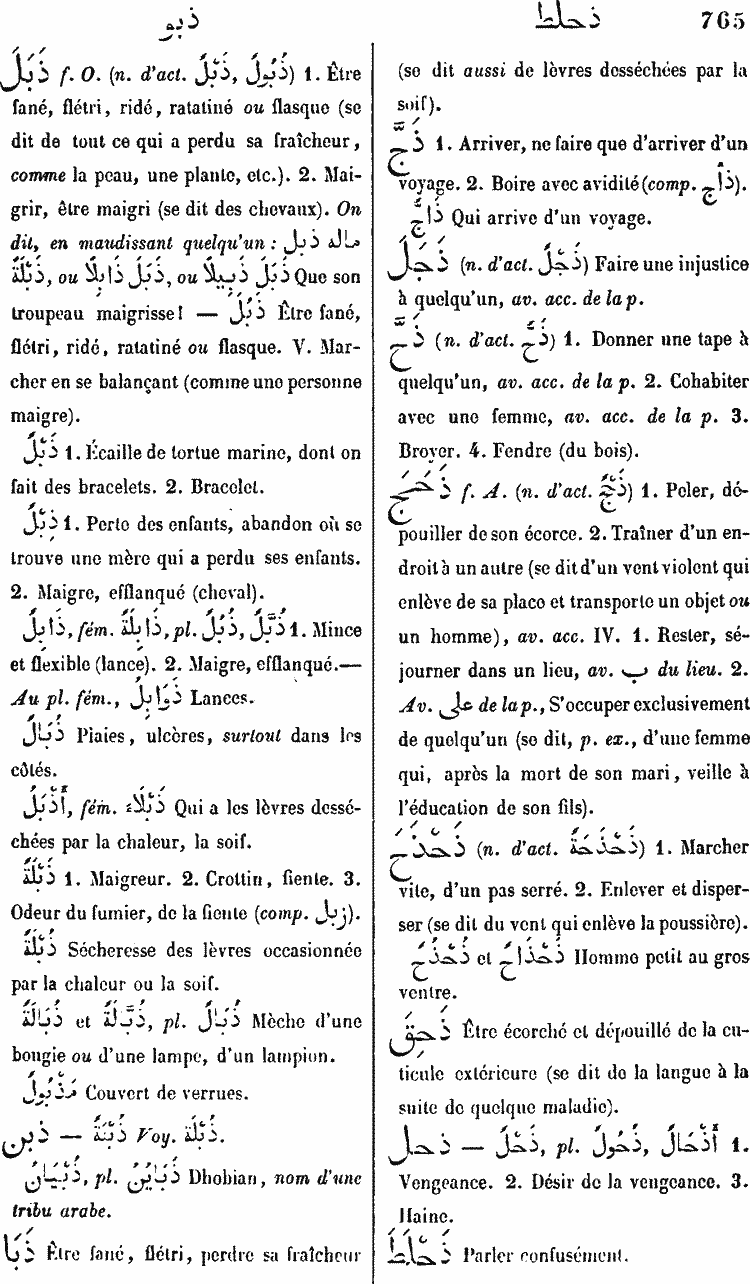 ذبو
ذحلط
765
ذَبَلَ f. O. (n. d'act. ذَبْلٌ, ذُبُولٌ) 1. Être
fané, flétri, ridé, ratatiné ou flasque (se
dit de tout ce qui a perdu sa fraîcheur,
comme la peau, une plante, etc.). 2. Mai-
grir, être maigri (se dit des chevaux). On
dit, en maudissant quelqu'un : ماله ذبل
ذَبْلَةٌ, ou ذَبَلَ ذَابِلًا, ou ذَبَلَ ذَبِيلًا Que son
troupeau maigrisse! — ذَبُلَ Être fané,
flétri, ridé, ratatiné ou flasque. V. Mar-
cher en se balançant (comme une personne
maigre).
ذَبْلٌ 1. Écaille de tortue marine, dont on
fait des bracelets. 2. Bracelet.
ذِبْلٌ 1. Perte des enfants, abandon où se
trouve une mère qui a perdu ses enfants.
2. Maigre, efflanqué (cheval).
ذَابِلٌ, fém. ذَابِلَةٌ, pl. ذُبُلٌ, ذُبَّلٌ 1. Mince
et flexible (lance). 2. Maigre, efflanqué.—
Au pl. fém., ذَوَابِلُ Lances.
ذُبَالٌ Plaies, ulcères, surtout dans les
côtés.
أَذْبَلُ, fém. ذَبْلَاءُ Qui a les lèvres dessé-
chées par la chaleur, la soif.
ذَبْلَةٌ 1. Maigreur. 2. Crottin, fiente. 3.
Odeur du fumier, de la fiente (comp. زبل).
ذُبْلَةٌ Sécheresse des lèvres occasionnée
par la chaleur ou la soif.
ذُبَالَةٌ et ذُبَّالَةٌ, pl. ذُبَالٌ Mèche d'une
bougie ou d'une lampe, d'un lampion.
مَذْبُولٌ Couvert de verrues.
ذبن — ذُبْنَةٌ Voy. ذُبْلَةٌ.
ذُبْيَانُ, pl. ذَبَايُنُ Dhobian, nom d'une
tribu arabe.
ذَبَا Être fané, flétri, perdre sa fraîcheur
(se dit aussi de lèvres desséchées par la
soif).
ذَجَّ 1. Arriver, ne faire que d'arriver d'un
voyage. 2. Boire avec avidité (comp. ذأج).
ذَاجٌّ Qui arrive d'un voyage.
ذَجَلَ (n. d'act. ذَجْلٌ) Faire une injustice
à quelqu'un, av. acc. de la p.
ذَحَّ (n. d'act. ذَحٌّ) 1. Donner une tape à
quelqu'un, av. acc. de la p. 2. Cohabiter
avec une femme, av. acc. de la p. 3.
Broyer. 4. Fendre (du bois).
ذَحَجَ f. A. (n. d'act. ذَحْجٌ) 1. Peler, dé-
pouiller de son écorce. 2. Traîner d'un en-
droit à un autre (se dit d'un vent violent qui
enlève de sa place et transporte un objet ou
un homme), av. acc. IV. 1. Rester, sé-
journer dans un lieu, av. ب du lieu. 2.
Av. على de la p., S'occuper exclusivement
de quelqu'un (se dit, p. ex., d'une femme
qui, après la mort de son mari, veille à
l'éducation de son fils).
ذَحْذَحَ (n. d'act. ذَحْذَحَةٌ) 1. Marcher
vite, d'un pas serré. 2. Enlever et disper-
ser (se dit du vent qui enlève la poussière).
ذُحْذُحٌ et ذَحْذَاحٌ Homme petit au gros
ventre.
ذَحِقَ Être écorché et dépouillé de la cu-
ticule extérieure (se dit de la langue à la
suite de quelque maladie).
ذحل — ذَحْلٌ, pl. ذُحُولٌ, أَذْحَالٌ 1.
Vengeance. 2. Désir de la vengeance. 3.
Haine.
ذَحْلَطَ Parler confusément.